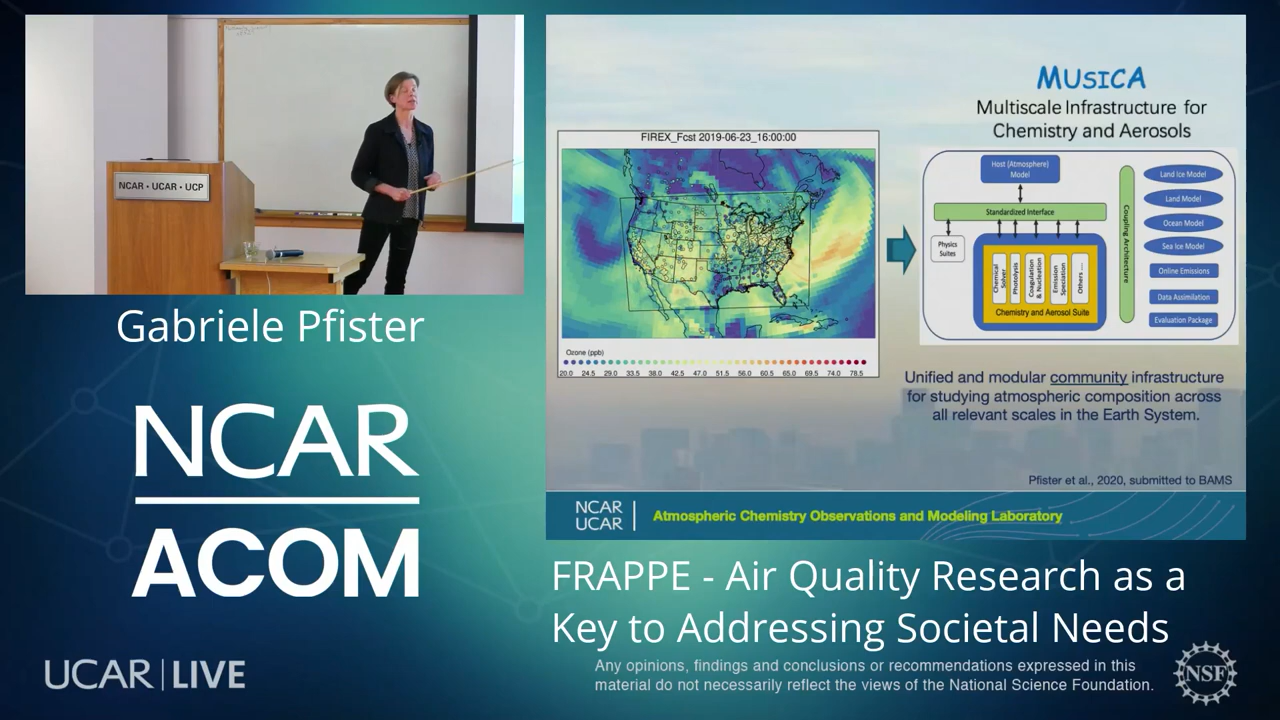 NCAR • UCAR • UCP
Gabriele Pfister
NCAR
ACOM
UCAR | LIVE
MUSICA
Multiscale Infrastructure for
Chemistry and Aerosols
FIREX_Fcst 2019-06-23_16:00:00
Ozone (ppb)
20.0 24.5 29.0 33.5 38.0 42.5 47.0 51.5 56.0 60.5 65.0 69.5 74.0 78.5
Host (Atmosphere)
Model
Standardized Interface
Physics
Suites
Chemical
Solver
Photolysis
Coagulation
& Nucleation
Emission
Speciation
Others ...
Chemistry and Aerosol Suite
Coupling Architecture
Land Ice Model
Land Model
Ocean Model
Sea Ice Model
Online Emissions
Data Assimilation
Evaluation Package
Unified and modular community infrastructure
for studying atmospheric composition across
all relevant scales in the Earth System.
Pfister et al., 2020, submitted to BAMS
NCAR
UCAR
Atmospheric Chemistry Observations and Modeling Laboratory
FRAPPE - Air Quality Research as a
Key to Addressing Societal Needs
Any opinions, findings and conclusions or recommendations expressed in this
material do not necessarily reflect the views of the National Science Foundation.
NSF